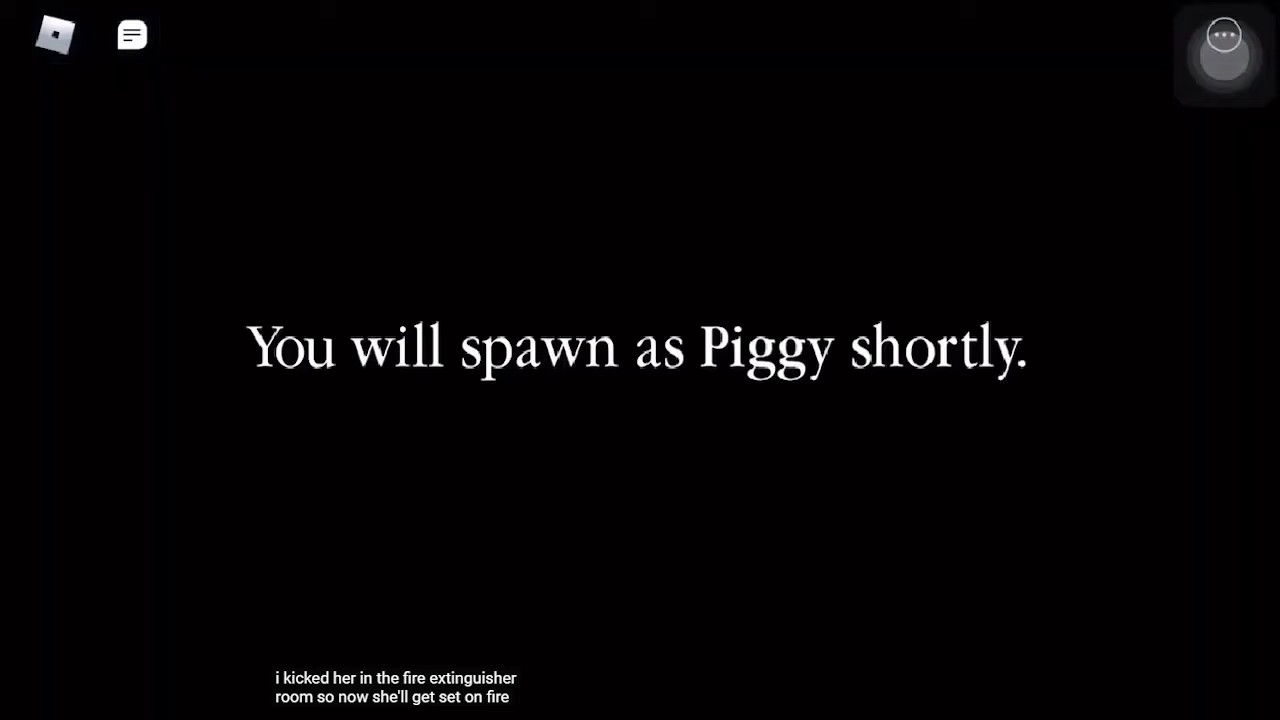 You will spawn as Piggy shortly.
i kicked her in the fire extinguisher
room so now she'll get set on fire